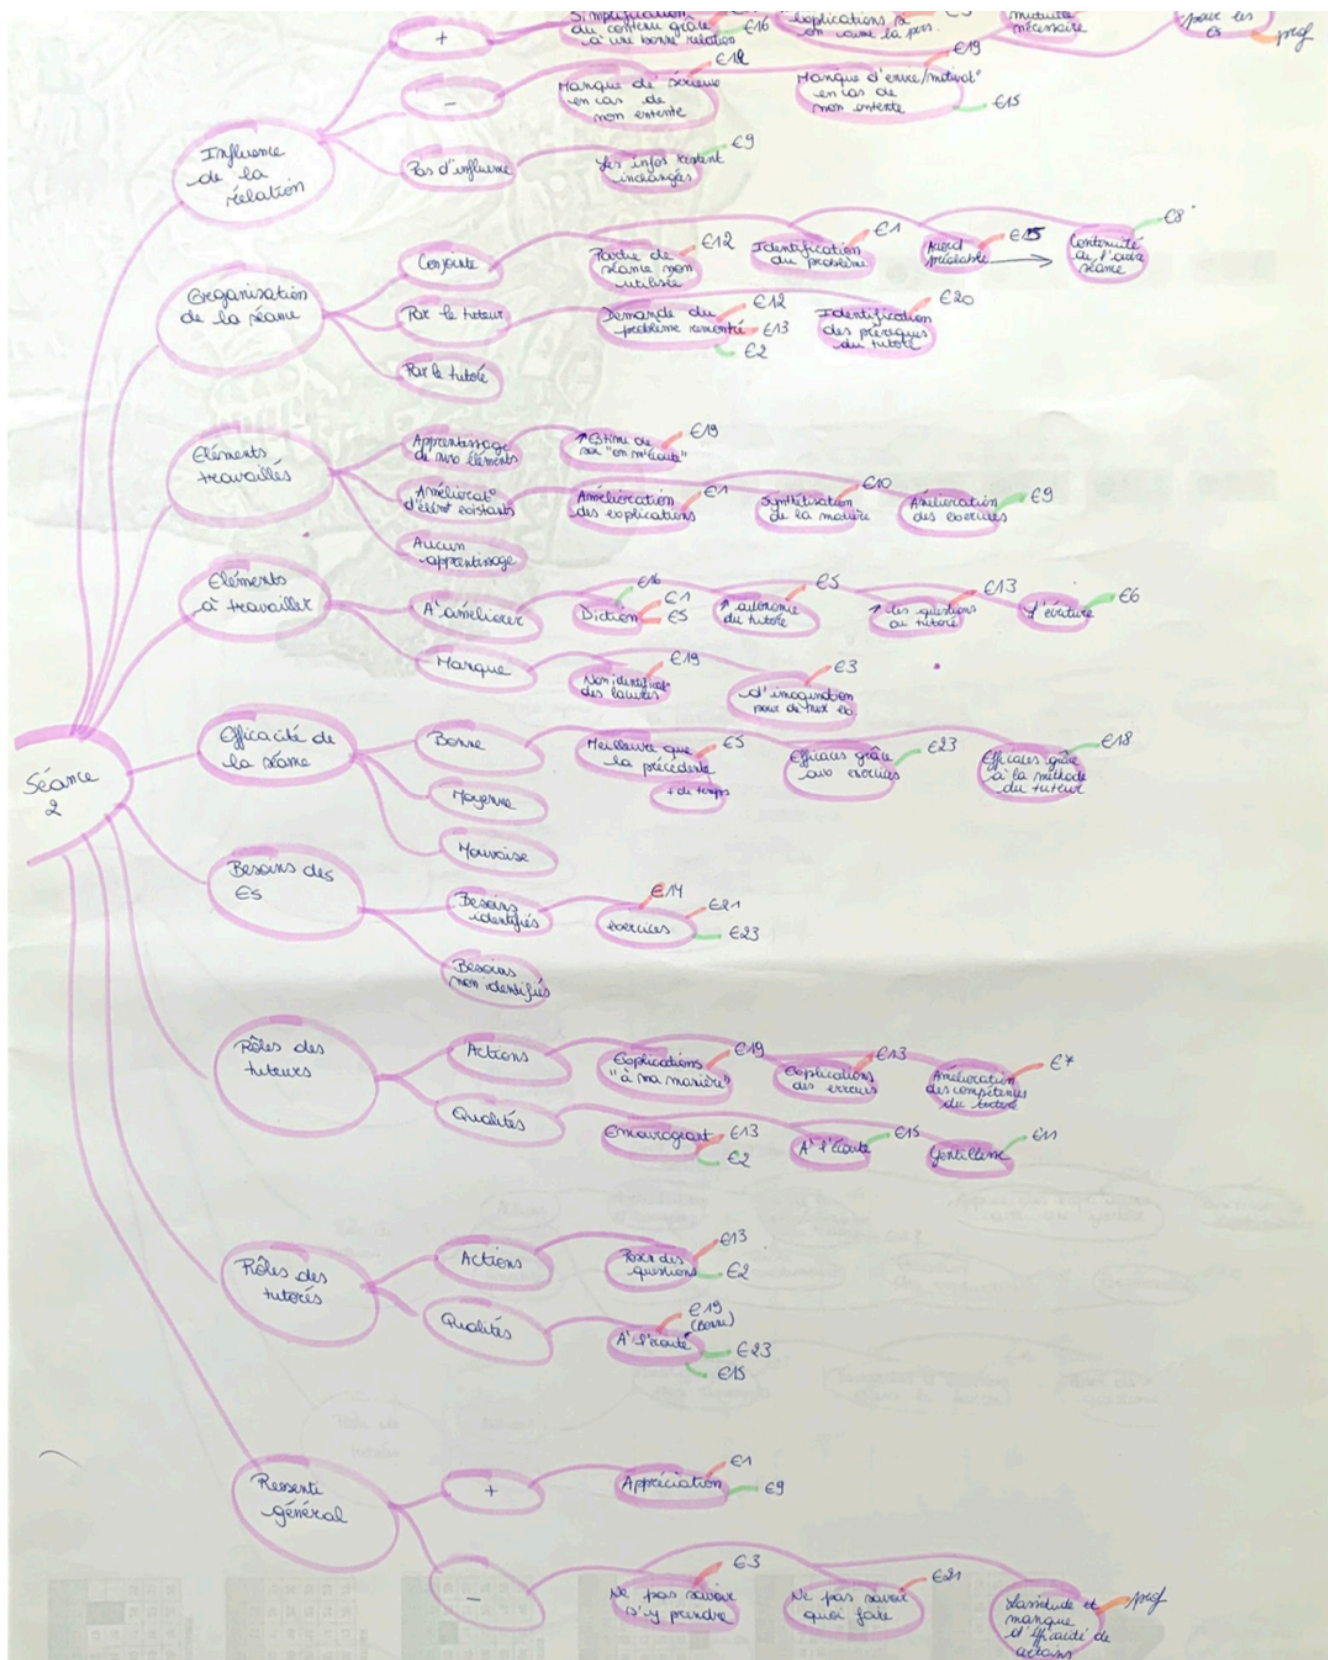 +
Simplification
du contenu grâce
à une bonne relation
E16
explications si
on connaît la pers.
mutuelle
nécessaire
pour les
Es
prof
-
Manque de sérieux
en cas de
non entente
E12
Manque d'envie/motivat°
en cas de
non entente
E19
E15
Influence
de la
relation
Pas d'influence
Les infos restent
inchangées
E9
Organisation
de la séance
Conjointe
Partie de
séance non
utilisée
E12
Identification
du problème
E1
Accord
préalable
E15
Continuité
de l'autre
séance
E8
Par le tuteur
Demande du
problème rencontré
E12
E13
E2
Identification
des prérequis
du tutoré
E20
Par le tutoré
Eléments
travaillés
Apprentissage
de nvx éléments
↑ Estime de
soi "on m'écoute"
E19
Améliorat°
d'élémt existants
Amélioration
des explications
E1
Synthétisation
de la matière
E10
Amélioration
des exercices
E9
Aucun
apprentissage
Eléments
à travailler
A améliorer
Diction
E16
E1
E5
↑ autonomie
du tutoré
E5
↑ les questions
au tutoré
E13
L'écriture
E6
Manque
Non identificat°
des lacunes
E19
d'imagination
pour de nvx ex
E3
Séance
2
Efficacité de
la séance
Bonne
Meilleure que
la précédente
+ de temps
E5
Efficaces grâce
aux exercices
E23
Efficaces grâce
à la méthode
du tuteur
E18
Moyenne
Mauvaise
Besoins des
Es
Besoins
identifiés
exercices
E14
E21
E23
Besoins
non identifiés
Rôles des
tuteurs
Actions
Explications
"à ma manière"
E19
Explications
des erreurs
E13
Amélioration
des compétences
du tutoré
E7
Qualités
Encourageant
E13
E2
A l'écoute
E15
Gentillesse
E11
Rôles des
tutorés
Actions
Poser des
questions
E13
E2
Qualités
A l'écoute
E19
(Bonne)
E23
E15
Ressenti
général
+
Appréciation
E1
E9
-
Ne pas savoir
s'y prendre
E3
Ne pas savoir
quoi faire
E21
Lassitude et
manque
d'efficacité de
certains
prof